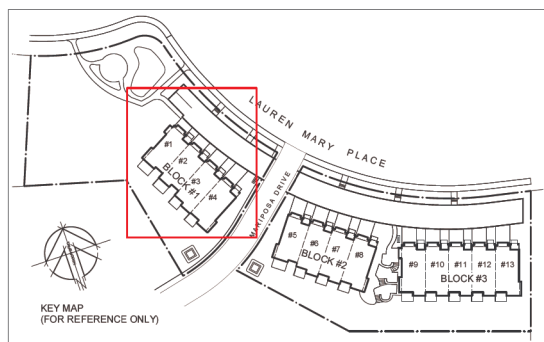 LAUREN MARY PLACE
MARIPOSA DRIVE
#1
#2
#3
#4
BLOCK #1
#5
#6
#7
#8
BLOCK #2
#9 #10 #11 #12 #13
BLOCK #3
KEY MAP
(FOR REFERENCE ONLY)